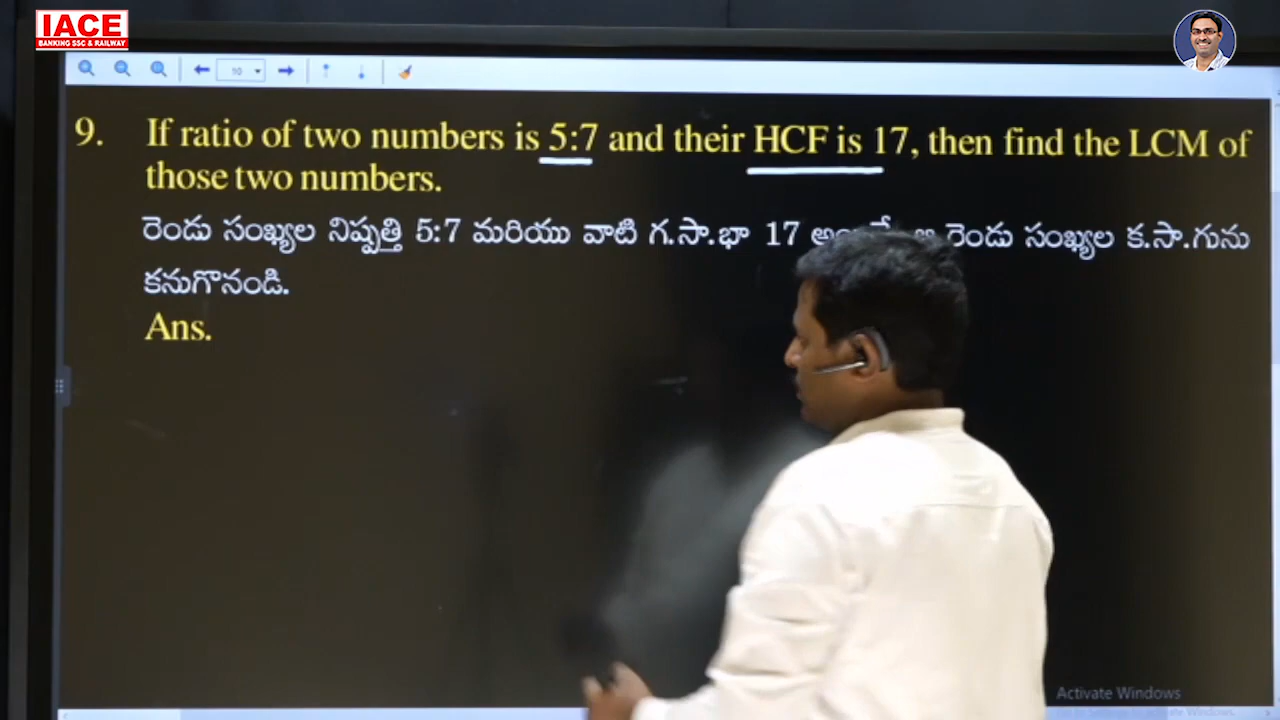 IACE
BANKING SSC & RAILWAY
10
9. If ratio of two numbers is 5:7 and their HCF is 17, then find the LCM of
those two numbers.
రెండు సంఖ్యల నిష్పత్తి 5:7 మరియు వాటి గ.సా.భా 17 రెండు సంఖ్యల క.సా.గును
కనుగొనండి.
Ans.
Activate Windows